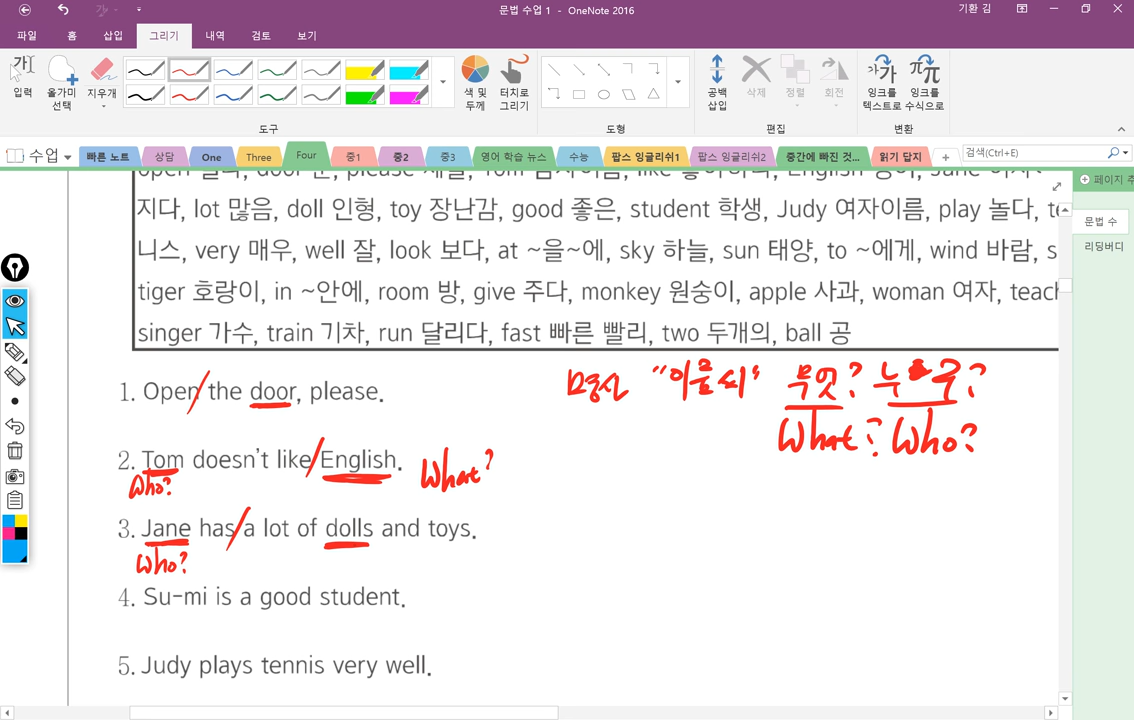 문법 수업 1 - OneNote 2016
기환 김
파일 홈 삽입 그리기 내역 검토 보기
입력
올가미 선택
지우개
색 및 두께
터치로 그리기
공백 삽입
삭제
정렬
회전
잉크를 텍스트로
잉크를 수식으로
도구 도형 편집 변환
수업 빠른 노트 상담 One Three Four 중1 중2 중3 영어 학습 뉴스 수능 팝스 잉글리쉬1 팝스 잉글리쉬2 중간에 빠진 것... 읽기 답지 + 검색(Ctrl+E)
페이지 추
문법 수
리딩버디
지다, lot 많음, doll 인형, toy 장난감, good 좋은, student 학생, Judy 여자이름, play 놀다, te
니스, very 매우, well 잘, look 보다, at ~을~에, sky 하늘, sun 태양, to ~에게, wind 바람, s
tiger 호랑이, in ~안에, room 방, give 주다, monkey 원숭이, apple 사과, woman 여자, teach
singer 가수, train 기차, run 달리다, fast 빠른 빨리, two 두개의, ball 공
명사 "이름씨" 무엇? 누구?
1. Open / the door, please.
What? Who?
2. Tom doesn't like / English. What?
Who?
3. Jane has / a lot of dolls and toys.
Who?
4. Su-mi is a good student.
5. Judy plays tennis very well.